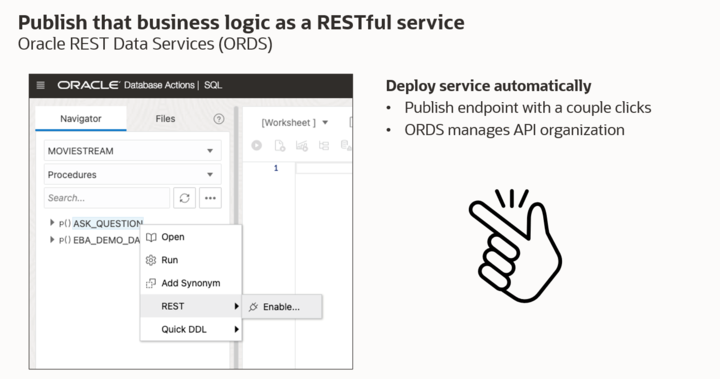 Publish that business logic as a RESTful service
Oracle REST Data Services (ORDS)
ORACLE Database Actions | SQL
Navigator
Files
[Worksheet]
MOVIESTREAM
Procedures
Search...
1
P() ASK_QUESTION
P() EBA_DEMO_DA
Open
Run
Add Synonym
REST
Enable...
Quick DDL
Deploy service automatically
• Publish endpoint with a couple clicks
• ORDS manages API organization